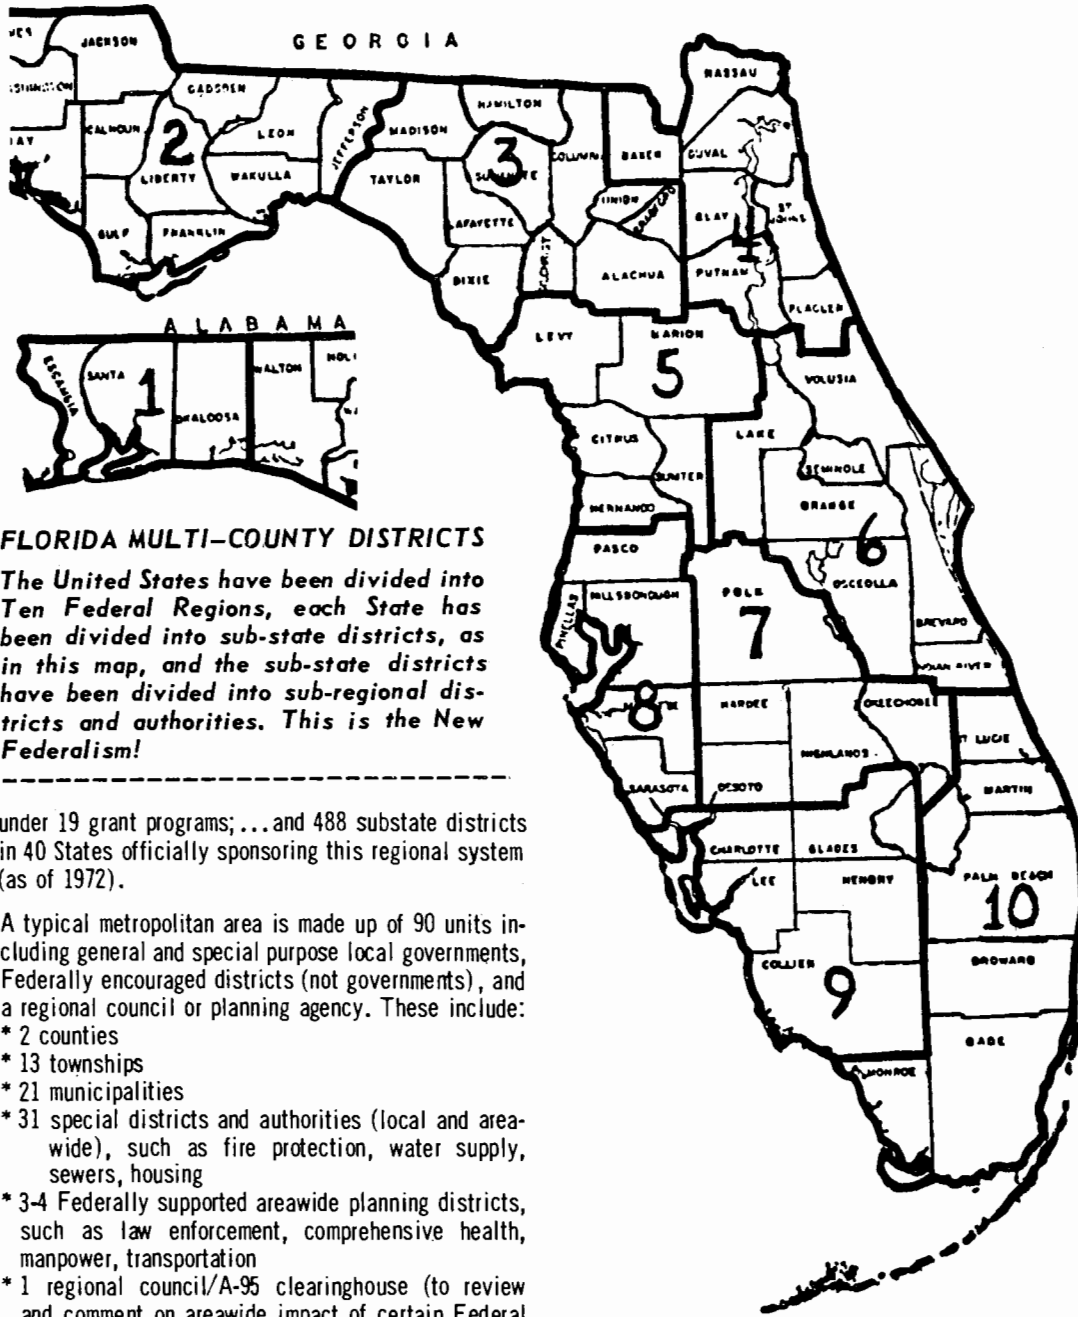 GEORGIA
JACKSON
GADSDEN
CALHOUN
2
LEON
LIBERTY
WAKULLA
GULF
FRANKLIN
JEFFERSON
MADISON
HAMILTON
TAYLOR
3
LAFAYETTE
DIXIE
BAKER
UNION
ALACHUA
NASSAU
DUVAL
CLAY
ST JOHNS
4
PUTNAM
FLAGLER
ALABAMA
ESCAMBIA
SANTA
1
OKALOOSA
WALTON
LEVY
MARION
5
VOLUSIA
CITRUS
SUMTER
LAKE
SEMINOLE
HERNANDO
ORANGE
6
PASCO
OSCEOLLA
PINELLAS
HILLSBOROUGH
POLK
7
BREVARD
INDIAN RIVER
8
HARDEE
OKEECHOBEE
ST LUCIE
HIGHLANDS
SARASOTA
DESOTO
MARTIN
CHARLOTTE
GLADES
LEE
HENDRY
PALM BEACH
10
COLLIER
9
BROWARD
DADE
MONROE
FLORIDA MULTI-COUNTY DISTRICTS
The United States have been divided into
Ten Federal Regions, each State has
been divided into sub-state districts, as
in this map, and the sub-state districts
have been divided into sub-regional dis-
tricts and authorities. This is the New
Federalism!
under 19 grant programs; ...and 488 substate districts
in 40 States officially sponsoring this regional system
(as of 1972).
A typical metropolitan area is made up of 90 units in-
cluding general and special purpose local governments,
Federally encouraged districts (not governments), and
a regional council or planning agency. These include:
* 2 counties
* 13 townships
* 21 municipalities
* 31 special districts and authorities (local and area-
wide), such as fire protection, water supply,
sewers, housing
* 3-4 Federally supported areawide planning districts,
such as law enforcement, comprehensive health,
manpower, transportation
* 1 regional council/A-95 clearinghouse (to review
and comment on areawide impact of certain Federal